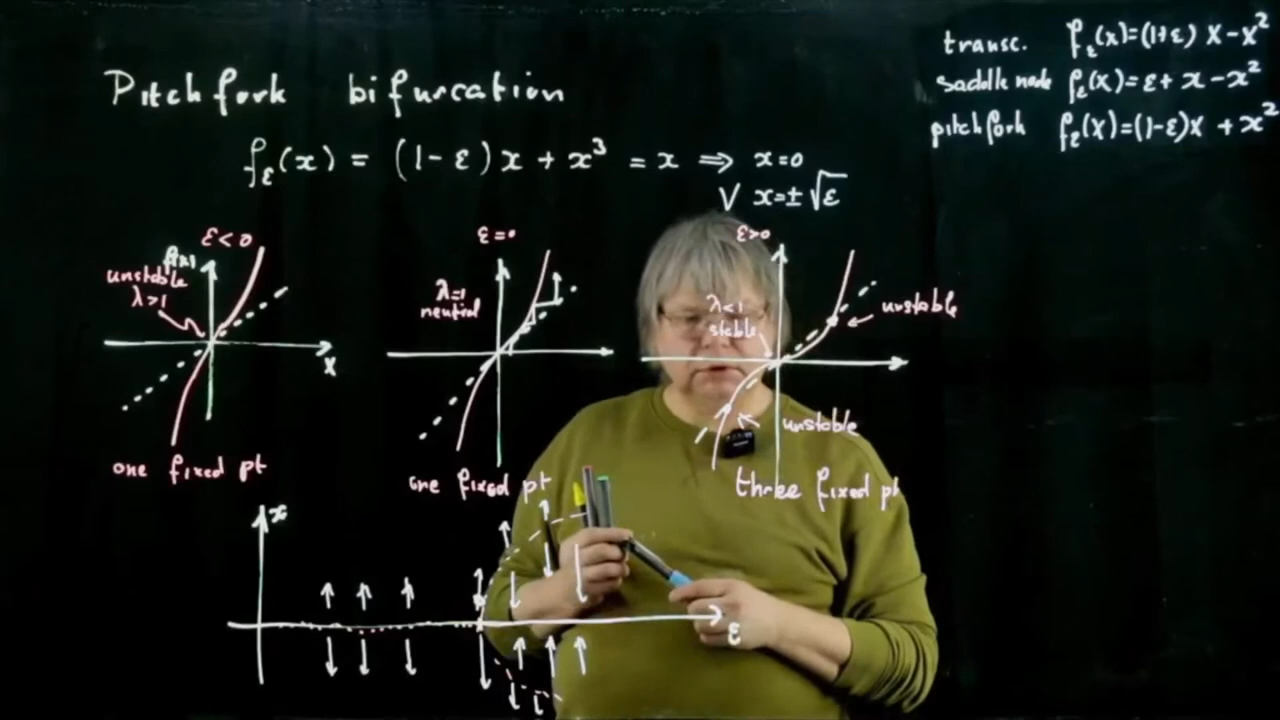 Pitchfork bifurcation
transc. f_ε(x)=(1+ε)x-x²
saddle node f_ε(x)=ε+x-x²
pitchfork f_ε(x)=(1-ε)x+x²
f_ε(x) = (1-ε)x + x³ = x ⇒ x=0
∨ x=±√ε
ε<0
f(x)
unstable
λ>1
x
one fixed pt
ε=0
λ=1
neutral
one fixed pt
ε>0
λ<1
stable
unstable
unstable
three fixed pt
x
ε